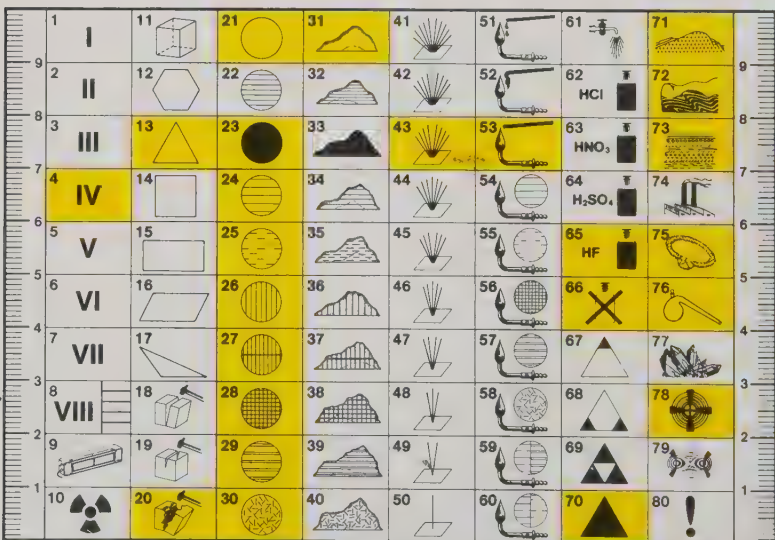 1 I 11 21 31 41 51 61 71
9 9
2 II 12 22 32 42 52 62 HCl 72
8 8
3 III 13 23 33 43 53 63 HNO₃ 73
7 7
4 IV 14 24 34 44 54 64 H₂SO₄ 74
6 6
5 V 15 25 35 45 55 65 HF 75
5 5
6 VI 16 26 36 46 56 66 76
4 4
7 VII 17 27 37 47 57 67 77
3 3
8 VIII 18 28 38 48 58 68 78
2 2
9 19 29 39 49 59 69 79
1 1
10 20 30 40 50 60 70 80 !